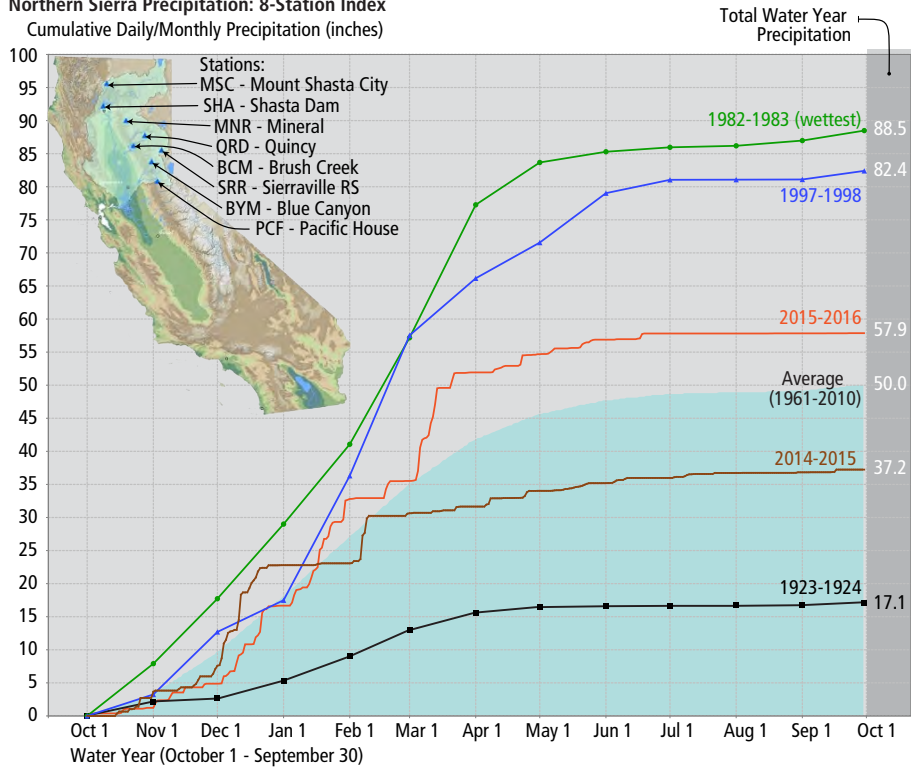 Northern Sierra Precipitation: 8-Station Index
Cumulative Daily/Monthly Precipitation (inches)
Total Water Year
Precipitation
Stations:
MSC - Mount Shasta City
SHA - Shasta Dam
MNR - Mineral
QRD - Quincy
BCM - Brush Creek
SRR - Sierraville RS
BYM - Blue Canyon
PCF - Pacific House
100
95
90
85
80
75
70
65
60
55
50
45
40
35
30
25
20
15
10
5
0
1982-1983 (wettest)
88.5
1997-1998
82.4
2015-2016
57.9
Average
(1961-2010)
50.0
2014-2015
37.2
1923-1924
17.1
Oct 1 Nov 1 Dec 1 Jan 1 Feb 1 Mar 1 Apr 1 May 1 Jun 1 Jul 1 Aug 1 Sep 1 Oct 1
Water Year (October 1 - September 30)